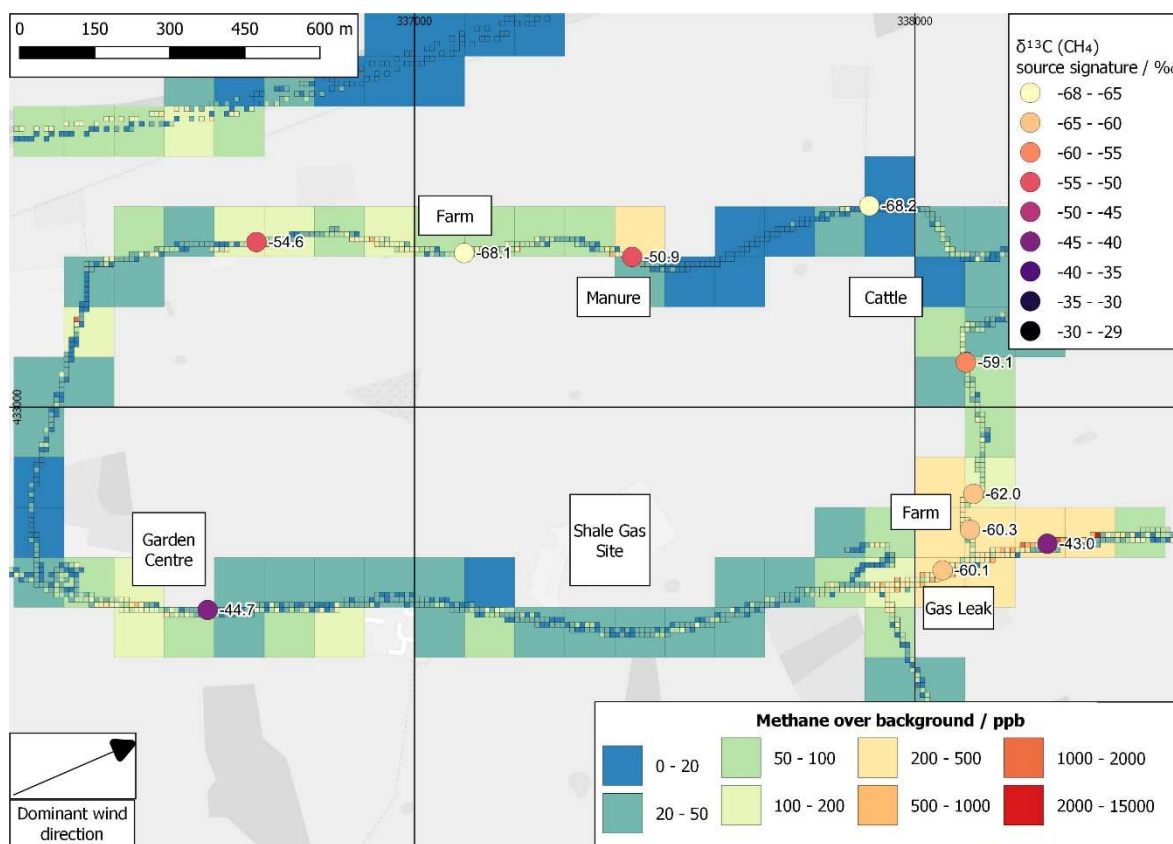 0 150 300 450 600 m
337000
338000
δ¹³C (CH₄)
source signature / ‰
-68 - -65
-65 - -60
-60 - -55
-55 - -50
-50 - -45
-45 - -40
-40 - -35
-35 - -30
-30 - -29
-68.2
Farm
-54.6
-68.1
-50.9
Manure
Cattle
-59.1
433000
-62.0
Farm
Garden
Centre
Shale Gas
Site
-60.3
-43.0
-60.1
-44.7
Gas Leak
Methane over background / ppb
0 - 20
50 - 100
200 - 500
1000 - 2000
20 - 50
100 - 200
500 - 1000
2000 - 15000
Dominant wind
direction